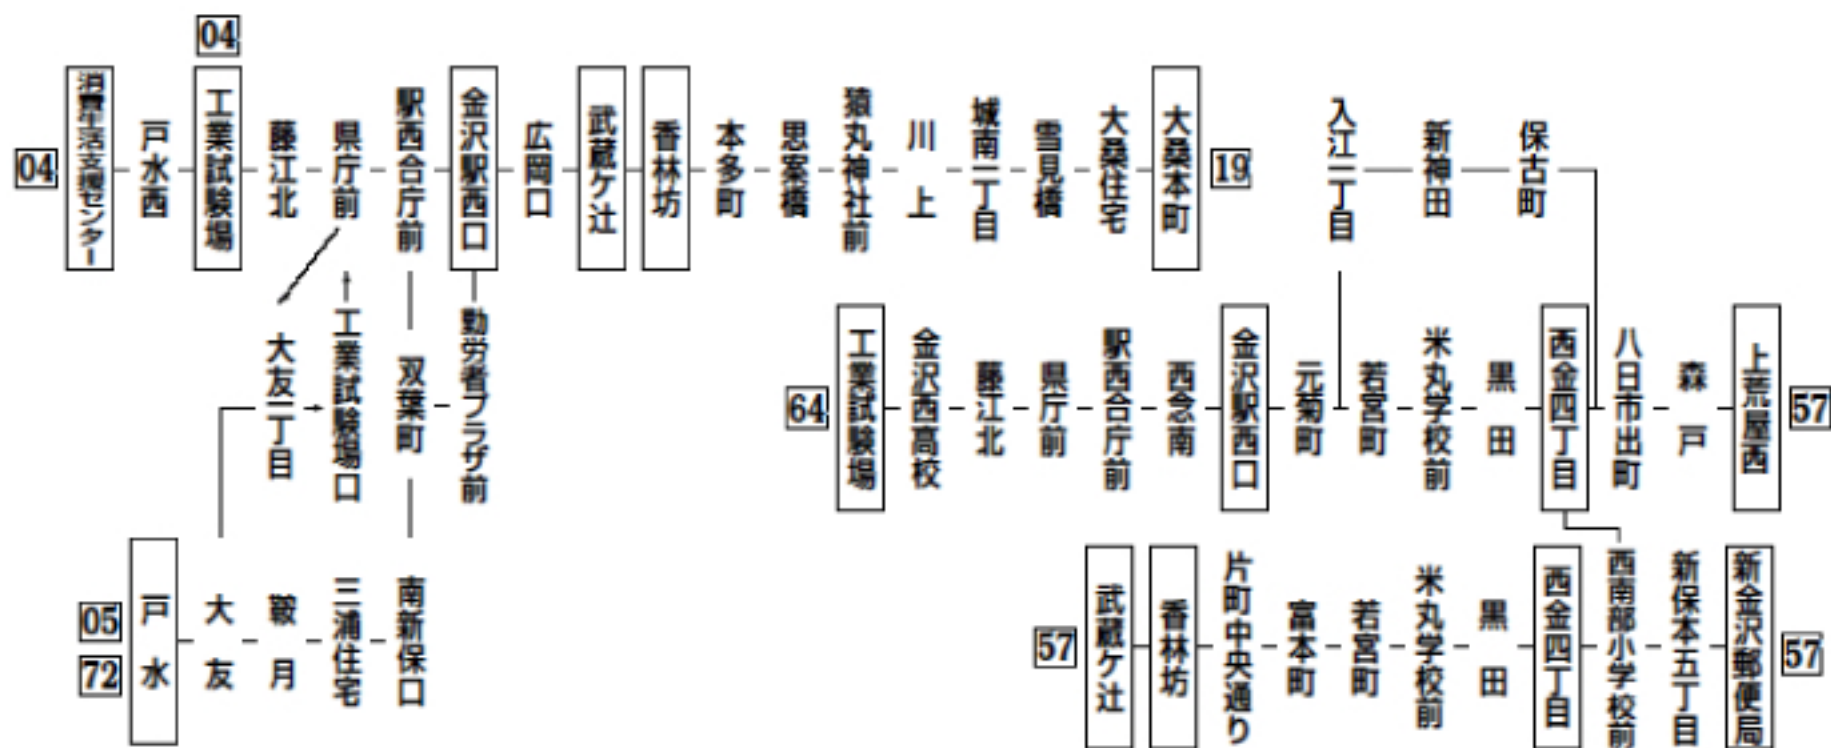 04
04
消費生活支援センター
戸水西
工業試験場
藤江北
県庁前
駅西合庁前
金沢駅西口
広岡口
武蔵ケ辻
香林坊
本多町
思案橋
猿丸神社前
川上
城南一丁目
雪見橋
大桑住宅
大桑本町
19
入江一丁目
新神田
保古町
大友一丁目
工業試験場口
双葉町
勤労者プラザ前
64
工業試験場
金沢西高校
藤江北
県庁前
駅西合庁前
西念南
金沢駅西口
元菊町
若宮町
米丸学校前
黒田
西金四丁目
八日市出町
森戸
上荒屋西
57
05
72
戸水
大友
鞍月
三浦住宅
南新保口
57
武蔵ケ辻
香林坊
片町中央通り
富本町
若宮町
米丸学校前
黒田
西金四丁目
西南部小学校前
新保本五丁目
新金沢郵便局
57